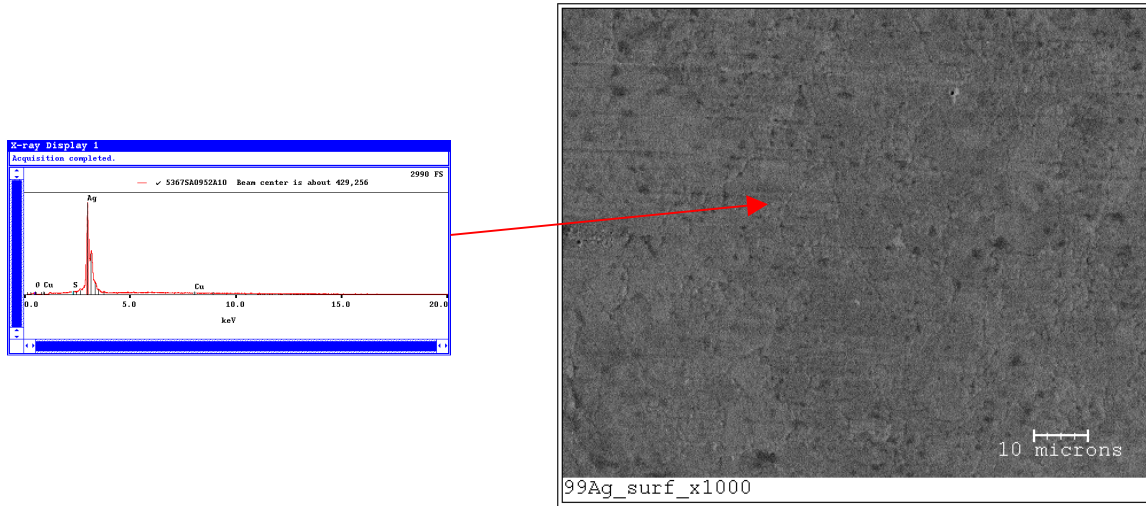 X-ray Display 1
Acquisition completed.
2990 FS
✓ 5367SA0952A10 Beam center is about 429,256
Ag
O Cu S Cu
0.0 5.0 10.0 15.0 20.0
keV
10 microns
99Ag_surf_x1000